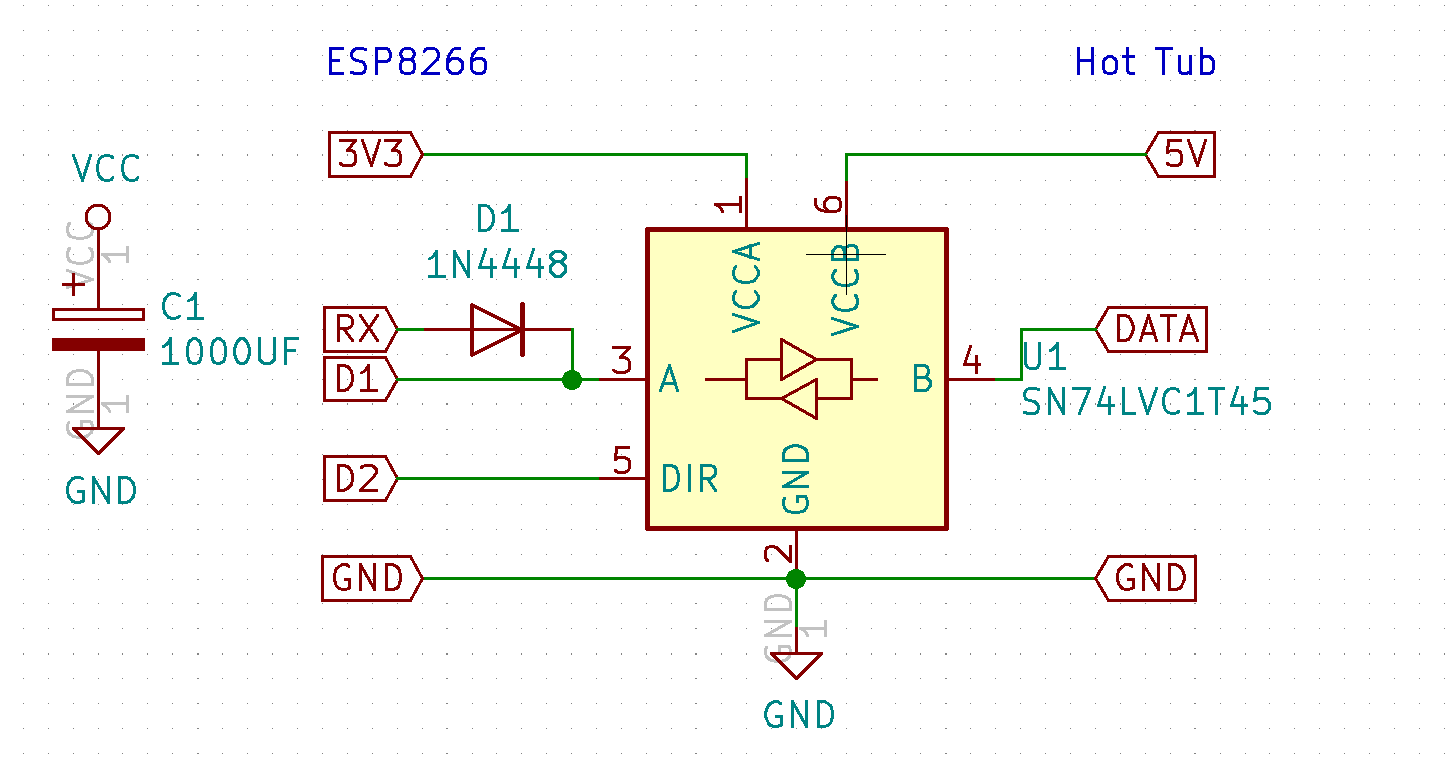 ESP8266
Hot Tub
VCC
VCC
1
+
C1
1000UF
GND
1
GND
3V3
5V
1
6
D1
1N4448
VCCA
VCCB
RX
D1
3
A
B
4
DATA
U1
SN74LVC1T45
D2
5
DIR
GND
2
GND
GND
GND
1
GND